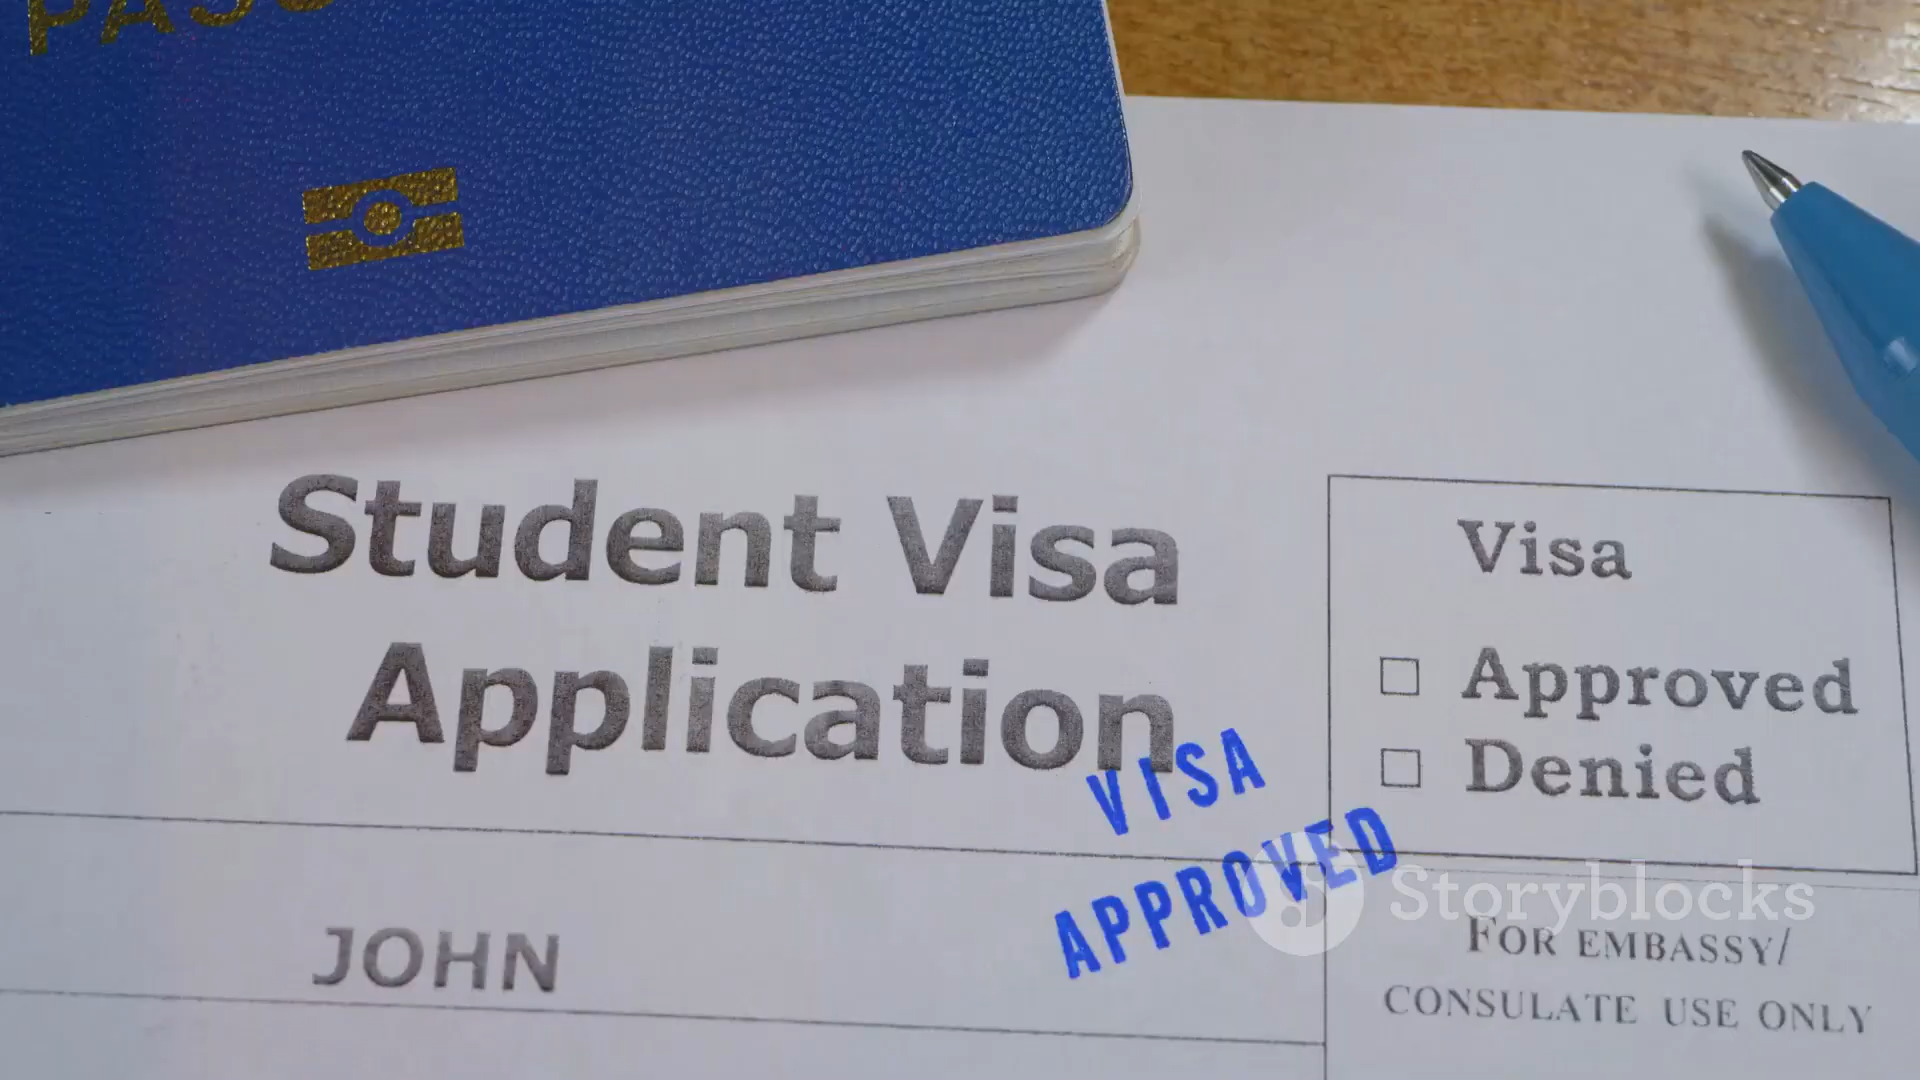 Student Visa
Application
Visa
☐ Approved
☐ Denied
VISA
APPROVED
Storyblocks
JOHN
FOR EMBASSY/
CONSULATE USE ONLY